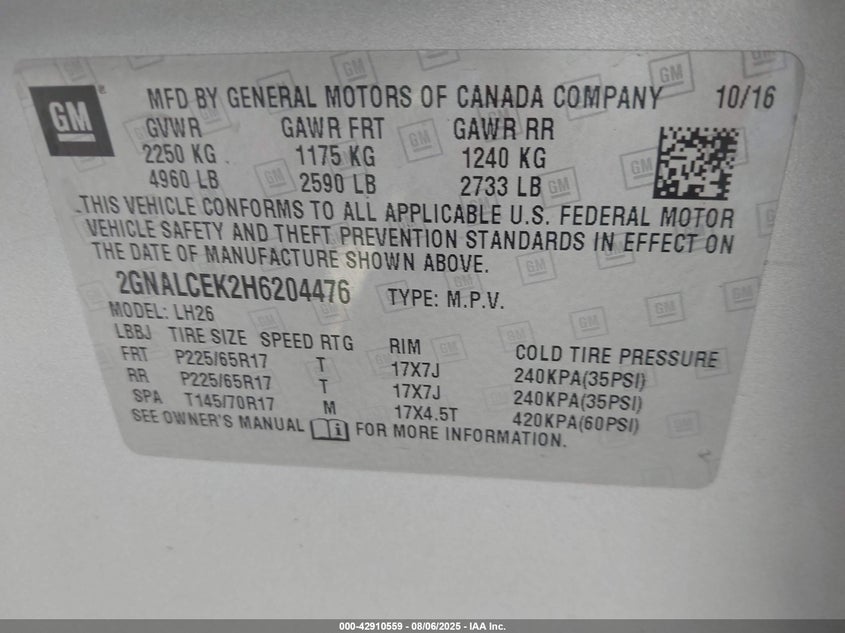 GM
MFD BY GENERAL MOTORS OF CANADA COMPANY 10/16
GVWR GAWR FRT GAWR RR
2250 KG 1175 KG 1240 KG
4960 LB 2590 LB 2733 LB
THIS VEHICLE CONFORMS TO ALL APPLICABLE U.S. FEDERAL MOTOR
VEHICLE SAFETY AND THEFT PREVENTION STANDARDS IN EFFECT ON
THE DATE OF MANUFACTURE SHOWN ABOVE.
2GNALCEK2H6204476 TYPE: M.P.V.
MODEL: LH26
LBBJ TIRE SIZE SPEED RTG RIM COLD TIRE PRESSURE
FRT P225/65R17 T 17X7J 240KPA(35PSI)
RR P225/65R17 T 17X7J 240KPA(35PSI)
SPA T145/70R17 M 17X4.5T 420KPA(60PSI)
SEE OWNER'S MANUAL i FOR MORE INFORMATION.
000-42910559 - 08/06/2025 - IAA Inc.